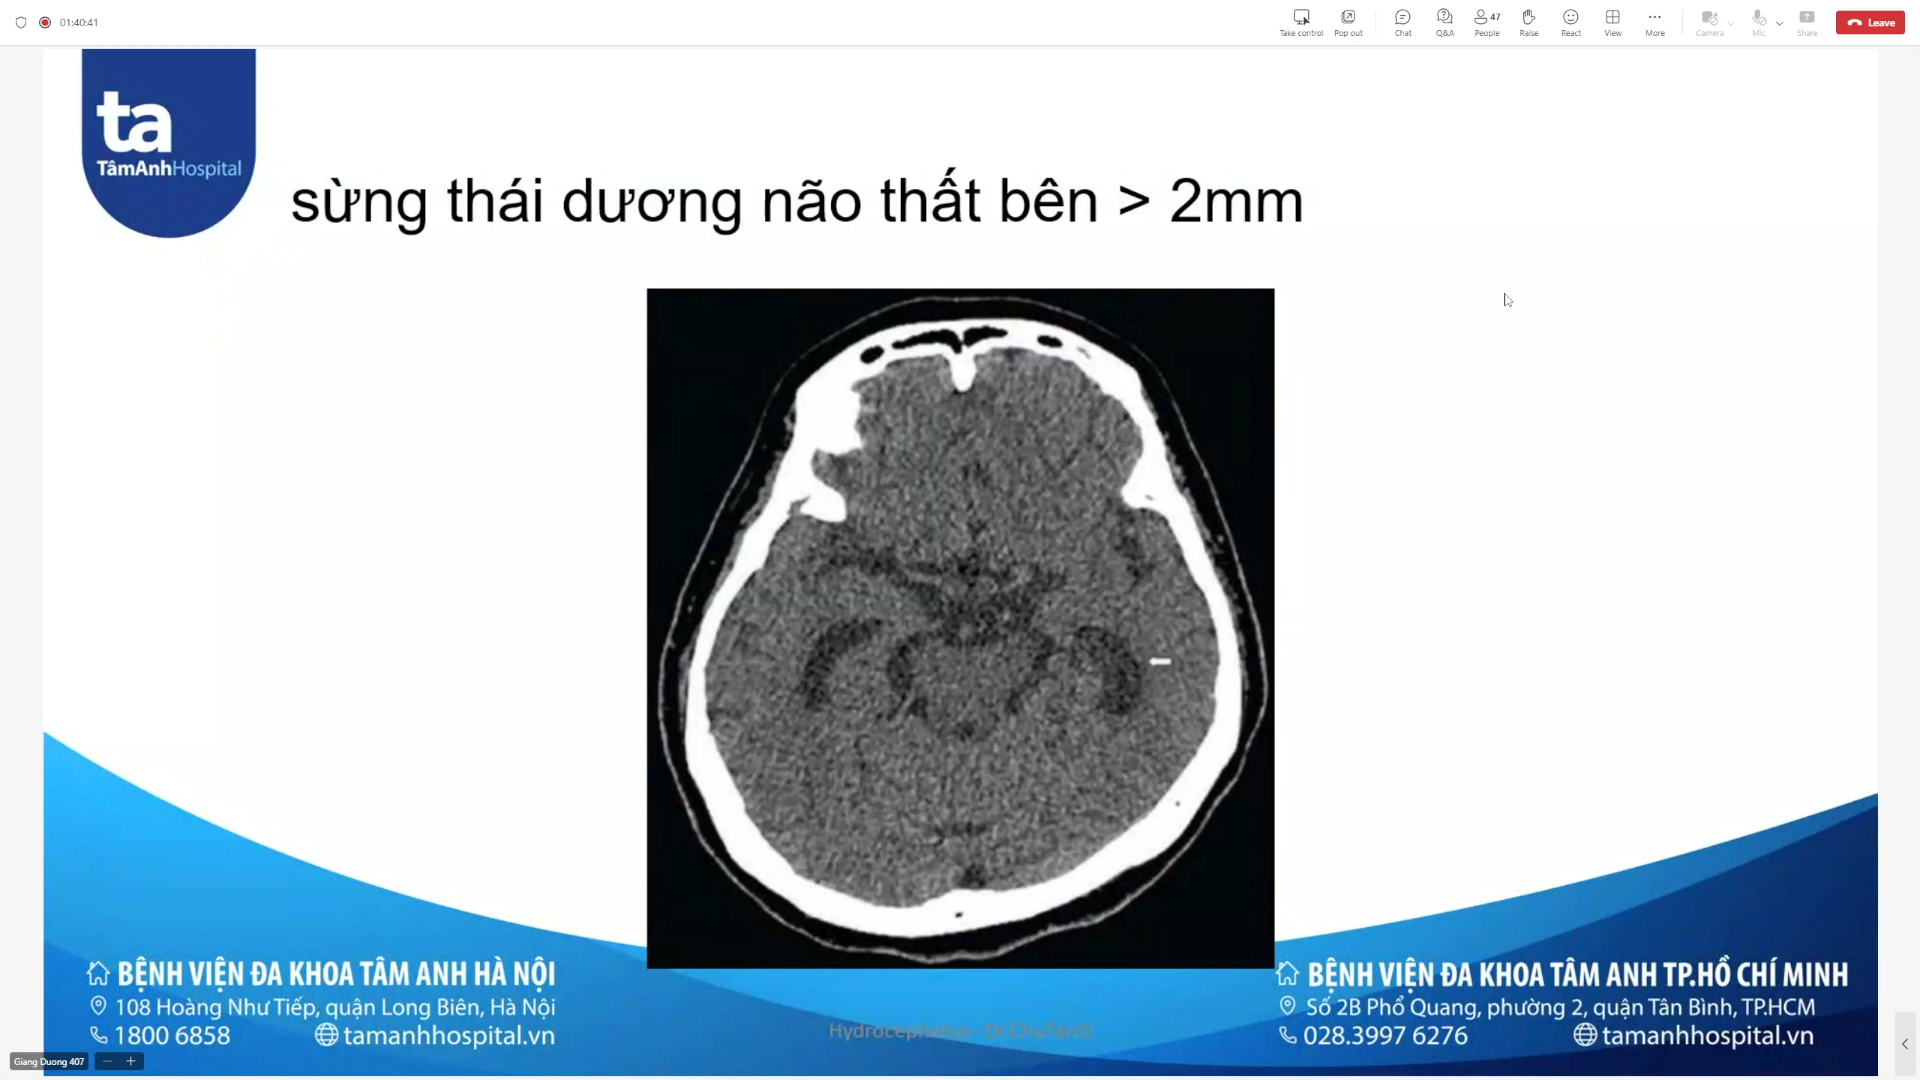 01:40:41
Take control
Pop out
Chat
Q&A
47
People
Raise
React
View
More
Camera
Mic
Share
Leave
ta
TâmAnhHospital
sừng thái dương não thất bên > 2mm
BỆNH VIỆN ĐA KHOA TÂM ANH HÀ NỘI
108 Hoàng Như Tiếp, quận Long Biên, Hà Nội
1800 6858
tamanhhospital.vn
Hydrocephalus-
BỆNH VIỆN ĐA KHOA TÂM ANH TP.HỒ CHÍ MINH
Số 2B Phổ Quang, phường 2, quận Tân Bình, TP.HCM
028.3997 6276
tamanhhospital.vn
Giang Duong 407